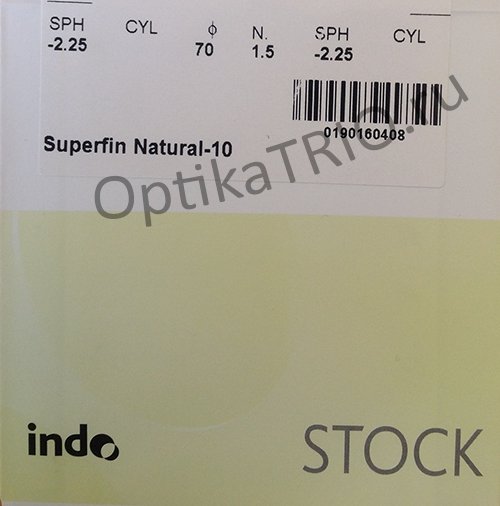 SPH CYL ϕ N. SPH CYL
-2.25 70 1.5 -2.25
0190160408
Superfin Natural-10
OptikaTRIO.ru
indo
STOCK